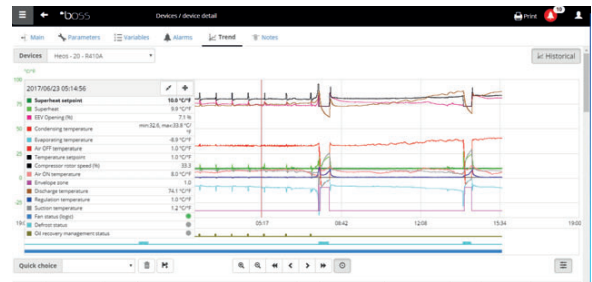 boss
Devices / device detail
Print
Main
Parameters
Variables
Alarms
Trend
Notes
Devices
Heos - 20 - R410A
Historical
°C/°F
100
2017/06/23 05:14:56
Superheat setpoint 10.0 °C/°F
Superheat 9.9 °C/°F
EEV Opening (%) 7.1 %
Condensing temperature min:32.6, max:33.8 °C/°F
Evaporating temperature -6.9 °C/°F
Air OFF temperature 1.0 °C/°F
Temperature setpoint 1.0 °C/°F
Compressor rotor speed (%) 33.3
Air ON temperature 8.0 °C/°F
Envelope zone 1.0
Discharge temperature 74.1 °C/°F
Regulation temperature 1.0 °C/°F
Suction temperature 1.2 °C/°F
Fan status (logic)
Defrost status
Oil recovery management status
75
50
25
0
-25
05:17
08:42
12:08
15:34
19:00
Quick choice